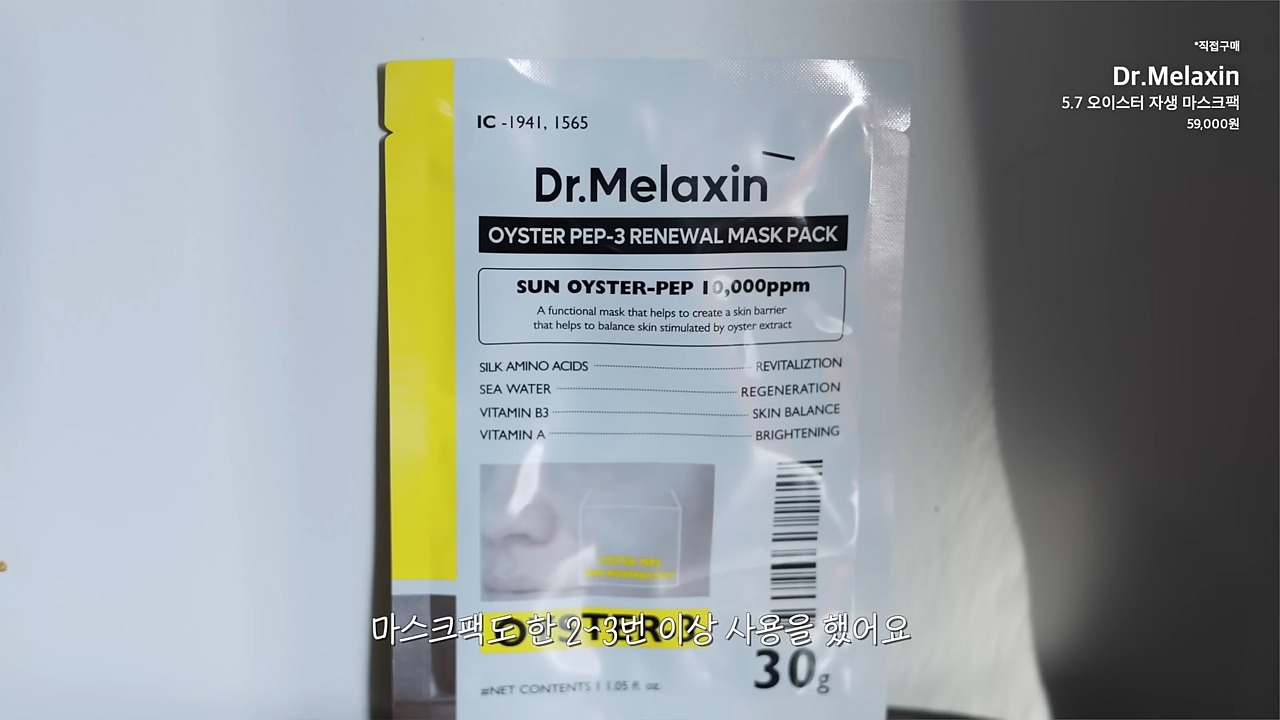 *직접구매
Dr.Melaxin
5.7 오이스터 자생 마스크팩
59,000원
IC -1941, 1565
Dr.Melaxin
OYSTER PEP-3 RENEWAL MASK PACK
SUN OYSTER-PEP 10,000ppm
A functional mask that helps to create a skin barrier
that helps to balance skin stimulated by oyster extract
SILK AMINO ACIDS REVITALIZTION
SEA WATER REGENERATION
VITAMIN B3 SKIN BALANCE
VITAMIN A BRIGHTENING
마스크팩도 한 2~3번 이상 사용을 했어요
30g
#NET CONTENTS 1.05 fl. oz.